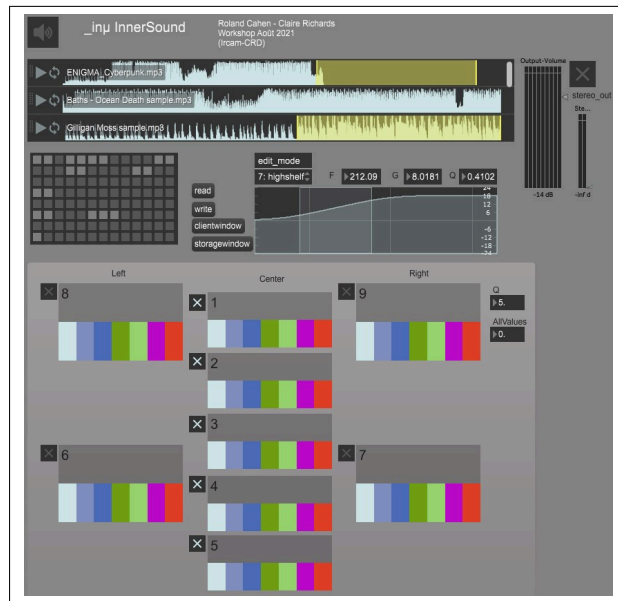 _inµ InnerSound
Roland Cahen - Claire Richards
Workshop Août 2021
(Ircam-CRD)
ENIGMA_Cyberpunk.mp3
Baths - Ocean Death sample.mp3
Gilligan Moss sample.mp3
Output-Volume
-14 dB
stereo_out
Ste...
-inf d
edit_mode
7: highshelf
F
212.09
G
8.0181
Q
0.4102
24
18
12
6
-6
-12
-18
-24
read
write
clientwindow
storagewindow
Left
Center
Right
8
1
9
Q
5.
AllValues
0.
2
6
3
7
4
5